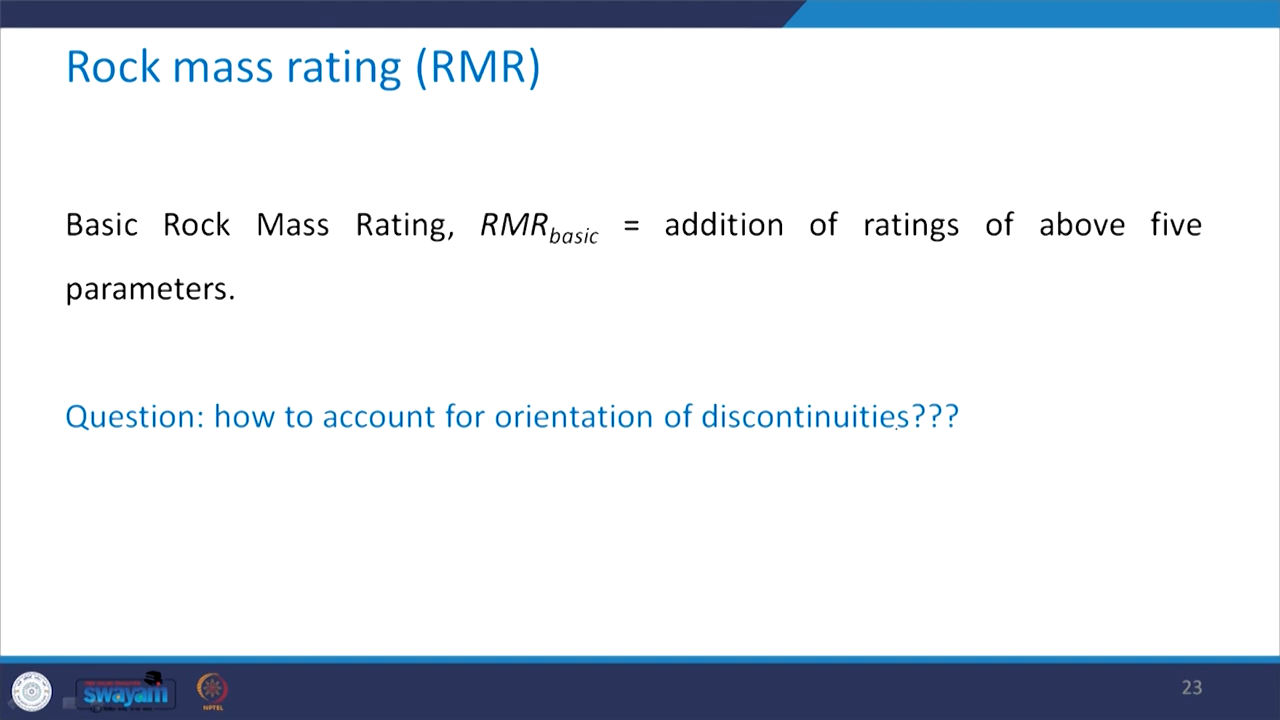 Rock mass rating (RMR)
Basic Rock Mass Rating, RMRbasic = addition of ratings of above five
parameters.
Question: how to account for orientation of discontinuities???
swayam
NPTEL
23